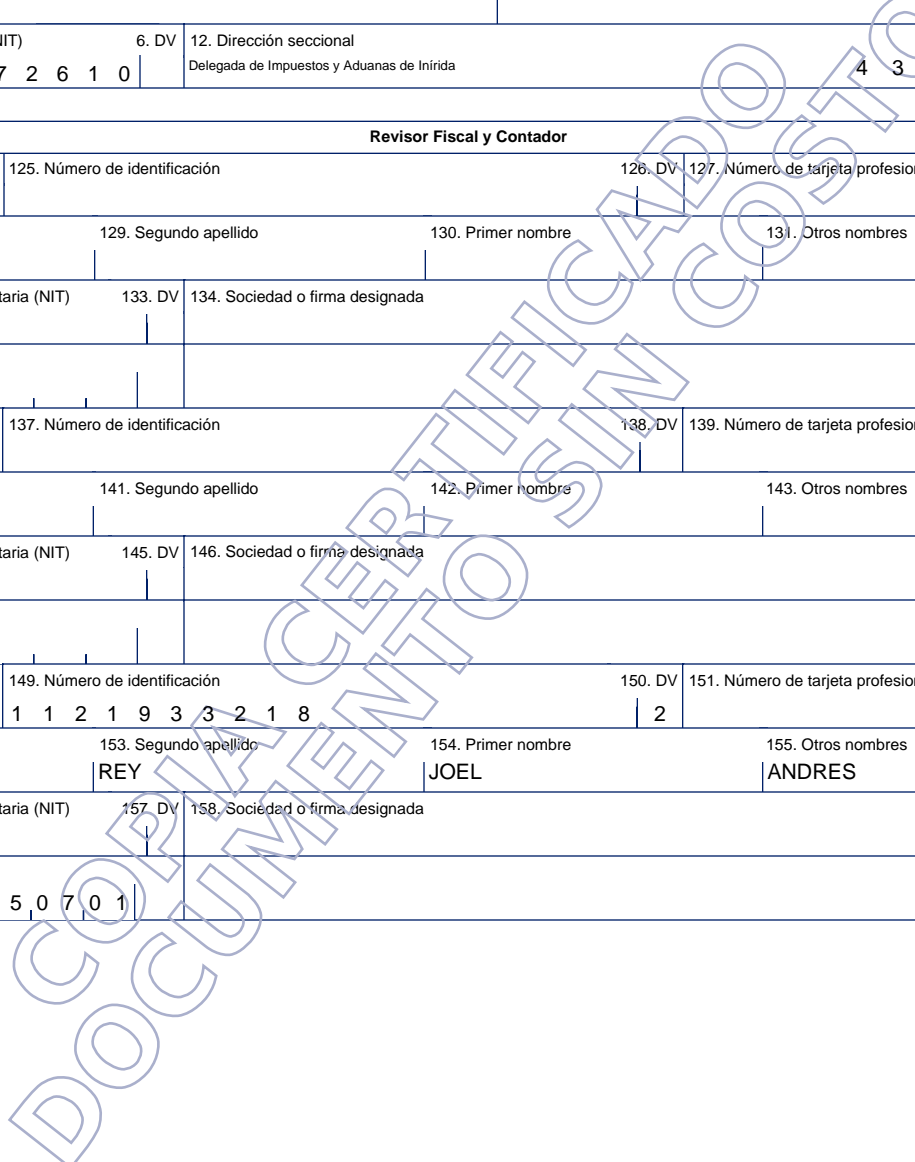 IT) 6. DV 12. Dirección seccional
7 2 6 1 0 Delegada de Impuestos y Aduanas de Inírida 4 3
Revisor Fiscal y Contador
125. Número de identificación 126. DV 127. Número de tarjeta profesion
129. Segundo apellido 130. Primer nombre 131. Otros nombres
taria (NIT) 133. DV 134. Sociedad o firma designada
137. Número de identificación 138. DV 139. Número de tarjeta profesion
141. Segundo apellido 142. Primer nombre 143. Otros nombres
taria (NIT) 145. DV 146. Sociedad o firma designada
149. Número de identificación 150. DV 151. Número de tarjeta profesion
1 1 2 1 9 3 3 2 1 8 2
153. Segundo apellido 154. Primer nombre 155. Otros nombres
REY JOEL ANDRES
taria (NIT) 157. DV 158. Sociedad o firma designada
5 0 7 0 1
COPIA CERTIFICADO
DOCUMENTO SIN COSTO